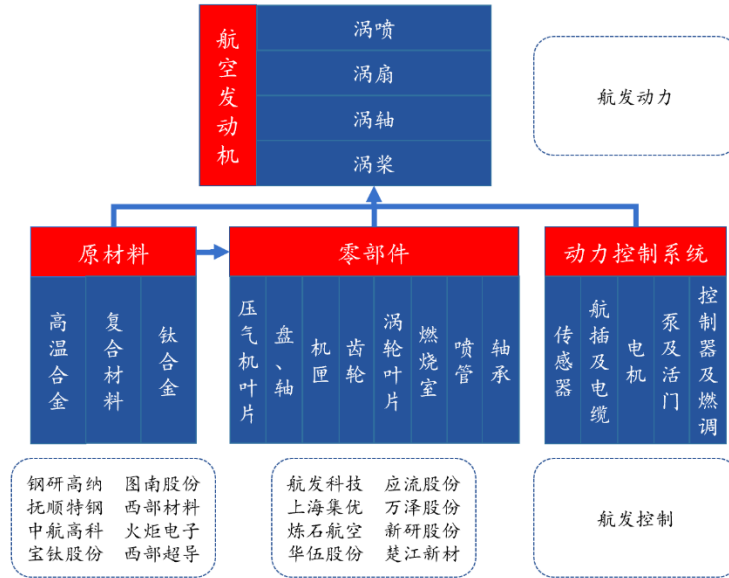 航空发动机
涡喷
涡扇
涡轴
涡桨
航发动力
原材料
零部件
动力控制系统
高温合金
复合材料
钛合金
压气机叶片
盘、轴
机匣
齿轮
涡轮叶片
燃烧室
喷管
轴承
传感器
航插及电缆
电机
泵及活门
控制器及燃调
钢研高纳 图南股份
抚顺特钢 西部材料
中航高科 火炬电子
宝钛股份 西部超导
航发科技 应流股份
上海集优 万泽股份
炼石航空 新研股份
华伍股份 楚江新材
航发控制